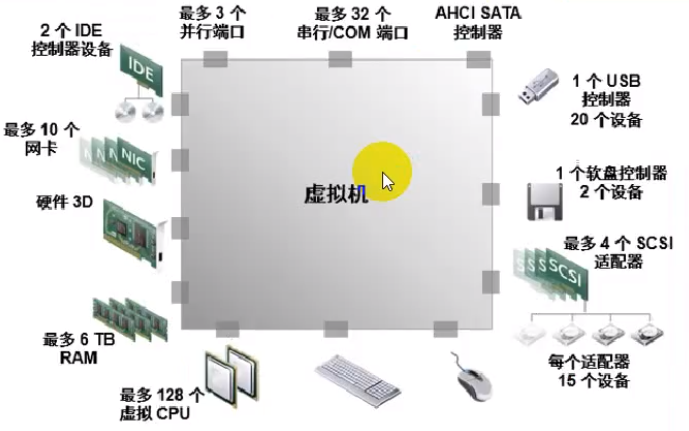 2 个 IDE
控制器设备
最多 3 个
并行端口
最多 32 个
串行/COM 端口
AHCI SATA
控制器
IDE
1 个 USB
控制器
20 个设备
最多 10 个
网卡
NIC
硬件 3D
虚拟机
1 个软盘控制器
2 个设备
最多 4 个 SCSI
适配器
SCSI
最多 6 TB
RAM
每个适配器
15 个设备
最多 128 个
虚拟 CPU